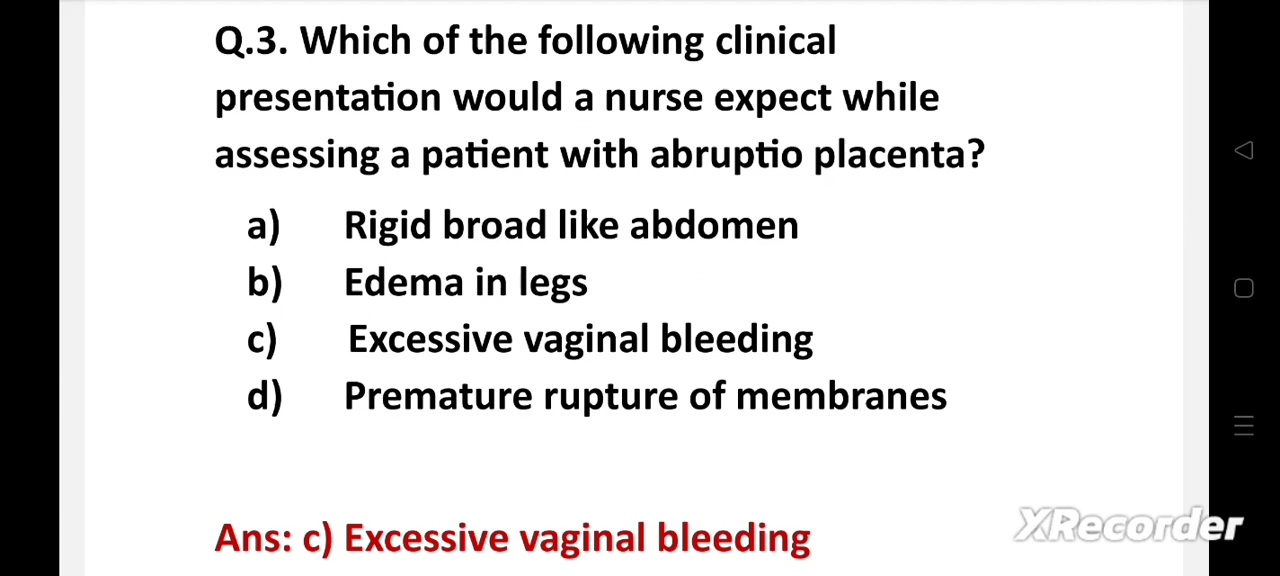 Q.3. Which of the following clinical
presentation would a nurse expect while
assessing a patient with abruptio placenta?
a) Rigid broad like abdomen
b) Edema in legs
c) Excessive vaginal bleeding
d) Premature rupture of membranes
Ans: c) Excessive vaginal bleeding
XRecorder